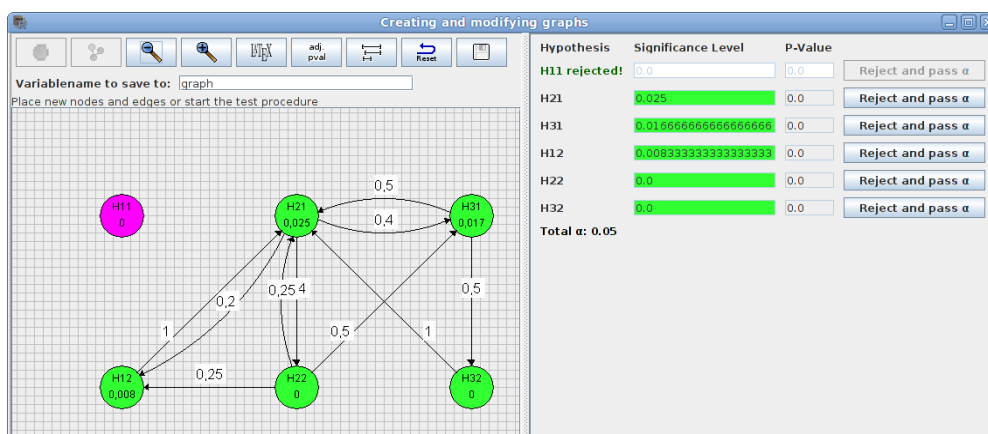 Creating and modifying graphs
LATEX
adj. pval
Reset
Variablename to save to: graph
Place new nodes and edges or start the test procedure
H11
0
H21
0,025
H31
0,017
0,5
0,4
0,2
0,25 4
0,5
1
0,5
1
0,25
H12
0,008
H22
0
H32
0
Hypothesis Significance Level P-Value
H11 rejected! 0.0 0.0 Reject and pass α
H21 0.025 0.0 Reject and pass α
H31 0.016666666666666666 0.0 Reject and pass α
H12 0.008333333333333333 0.0 Reject and pass α
H22 0.0 0.0 Reject and pass α
H32 0.0 0.0 Reject and pass α
Total α: 0.05